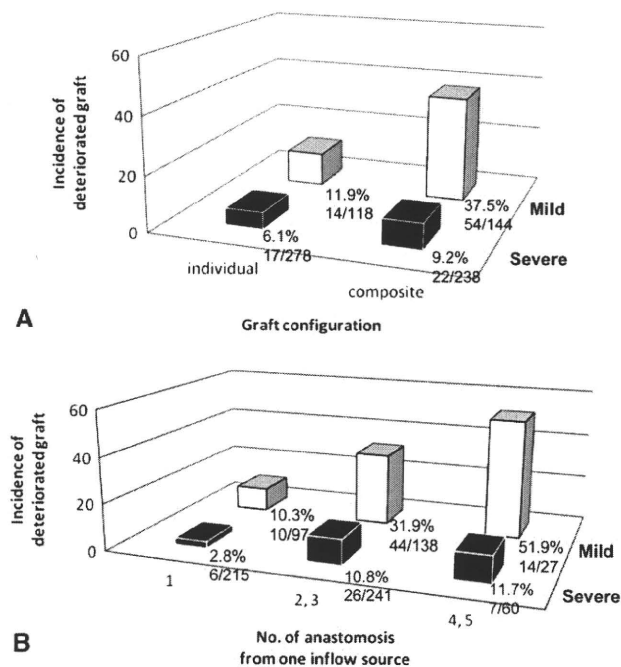 60
40
20
0
Incidence of
deteriorated graft
11.9%
14/118
37.5%
54/144
Mild
6.1%
17/278
9.2%
22/238
Severe
individual
composite
A
Graft configuration
60
40
20
0
Incidence of
deteriorated graft
10.3%
10/97
31.9%
44/138
51.9%
14/27
Mild
2.8%
6/215
10.8%
26/241
11.7%
7/60
Severe
1
2, 3
4, 5
B
No. of anastomosis
from one inflow source